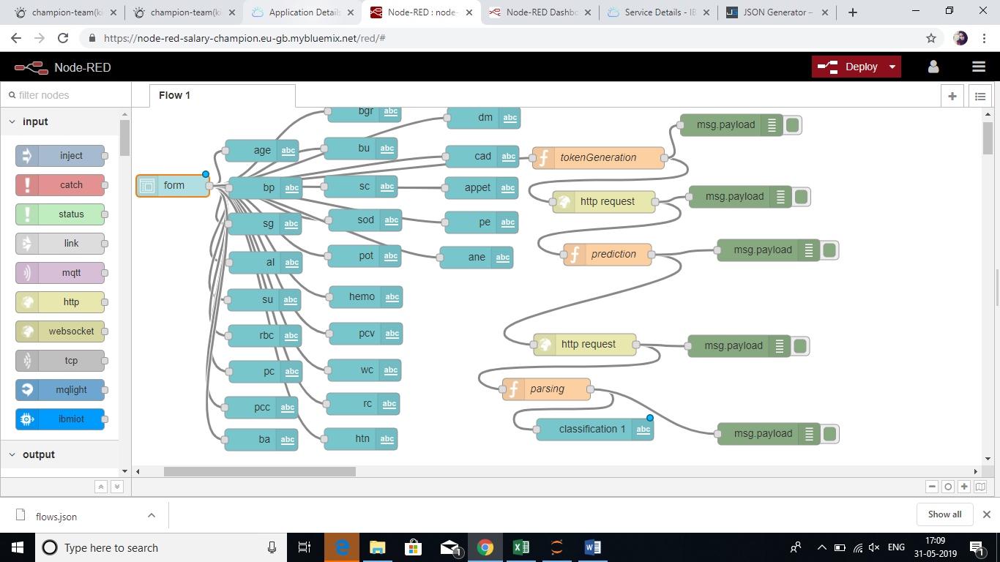 champion-team(ki
champion-team(ki
Application Details
Node-RED : node-
Node-RED Dashbo
Service Details - IB
JSON Generator –
https://node-red-salary-champion.eu-gb.mybluemix.net/red/#
Node-RED
Deploy
filter nodes
Flow 1
input
inject
catch
status
link
mqtt
http
websocket
tcp
mqlight
ibmiot
output
form
age abc
bp abc
sg abc
al abc
su abc
rbc abc
pc abc
pcc abc
ba abc
bgr abc
bu abc
sc abc
sod abc
pot abc
hemo abc
pcv abc
wc abc
rc abc
htn abc
dm abc
cad abc
appet abc
pe abc
ane abc
f tokenGeneration
msg.payload
http request
msg.payload
f prediction
msg.payload
http request
msg.payload
f parsing
classification 1 abc
msg.payload
flows.json
Show all
Type here to search
1
ENG
17:09
31-05-2019
1